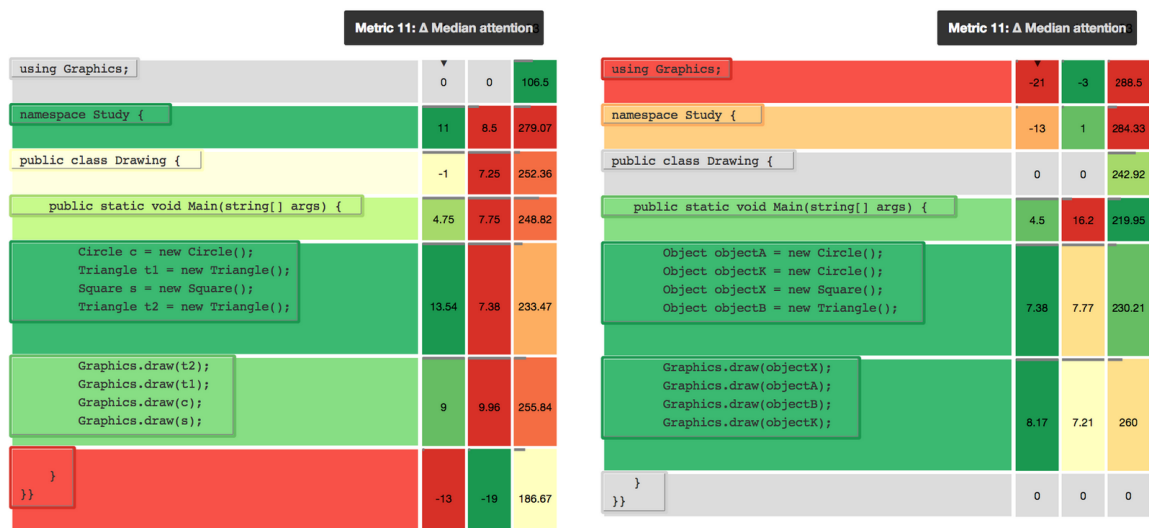 Metric 11: Δ Median attention
using Graphics;
0 0 106.5
namespace Study {
11 8.5 279.07
public class Drawing {
-1 7.25 252.36
public static void Main(string[] args) {
4.75 7.75 248.82
Circle c = new Circle();
Triangle t1 = new Triangle();
Square s = new Square();
Triangle t2 = new Triangle();
13.54 7.38 233.47
Graphics.draw(t2);
Graphics.draw(t1);
Graphics.draw(c);
Graphics.draw(s);
9 9.96 255.84
}
}}
-13 -19 186.67
Metric 11: Δ Median attention
using Graphics;
-21 -3 288.5
namespace Study {
-13 1 284.33
public class Drawing {
0 0 242.92
public static void Main(string[] args) {
4.5 16.2 219.95
Object objectA = new Circle();
Object objectK = new Circle();
Object objectX = new Square();
Object objectB = new Triangle();
7.38 7.77 230.21
Graphics.draw(objectX);
Graphics.draw(objectA);
Graphics.draw(objectB);
Graphics.draw(objectK);
8.17 7.21 260
}
}}
0 0 0